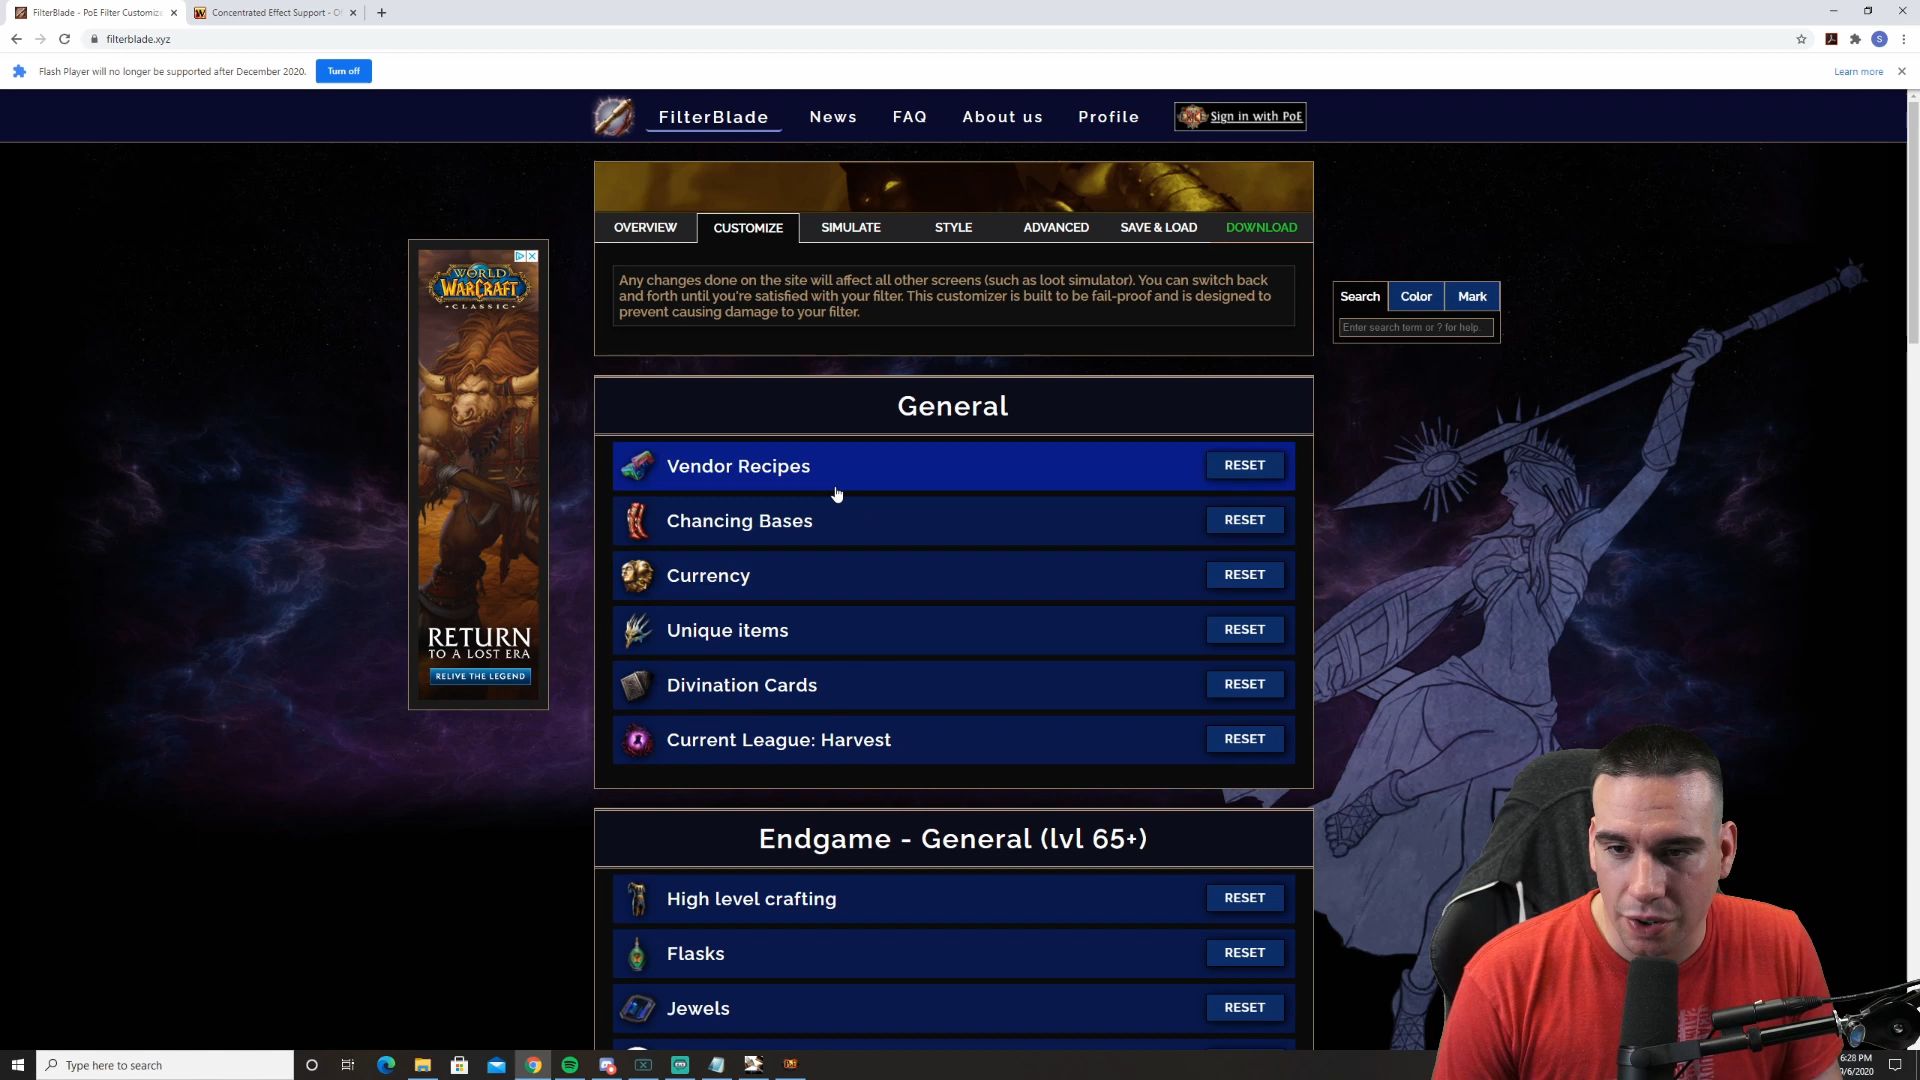 FilterBlade - PoE Filter Customize
Concentrated Effect Support - Of
filterblade.xyz
S
Flash Player will no longer be supported after December 2020.
Turn off
Learn more
FilterBlade
News
FAQ
About us
Profile
Sign in with PoE
OVERVIEW
CUSTOMIZE
SIMULATE
STYLE
ADVANCED
SAVE & LOAD
DOWNLOAD
Any changes done on the site will affect all other screens (such as loot simulator). You can switch back
and forth until you're satisfied with your filter. This customizer is built to be fail-proof and is designed to
prevent causing damage to your filter.
Search
Color
Mark
Enter search term or ? for help.
WORLD
WARCRAFT
CLASSIC
RETURN
TO A LOST ERA
RELIVE THE LEGEND
General
Vendor Recipes
RESET
Chancing Bases
RESET
Currency
RESET
Unique items
RESET
Divination Cards
RESET
Current League: Harvest
RESET
Endgame - General (lvl 65+)
High level crafting
RESET
Flasks
RESET
Jewels
RESET
Type here to search
6:28 PM
9/6/2020